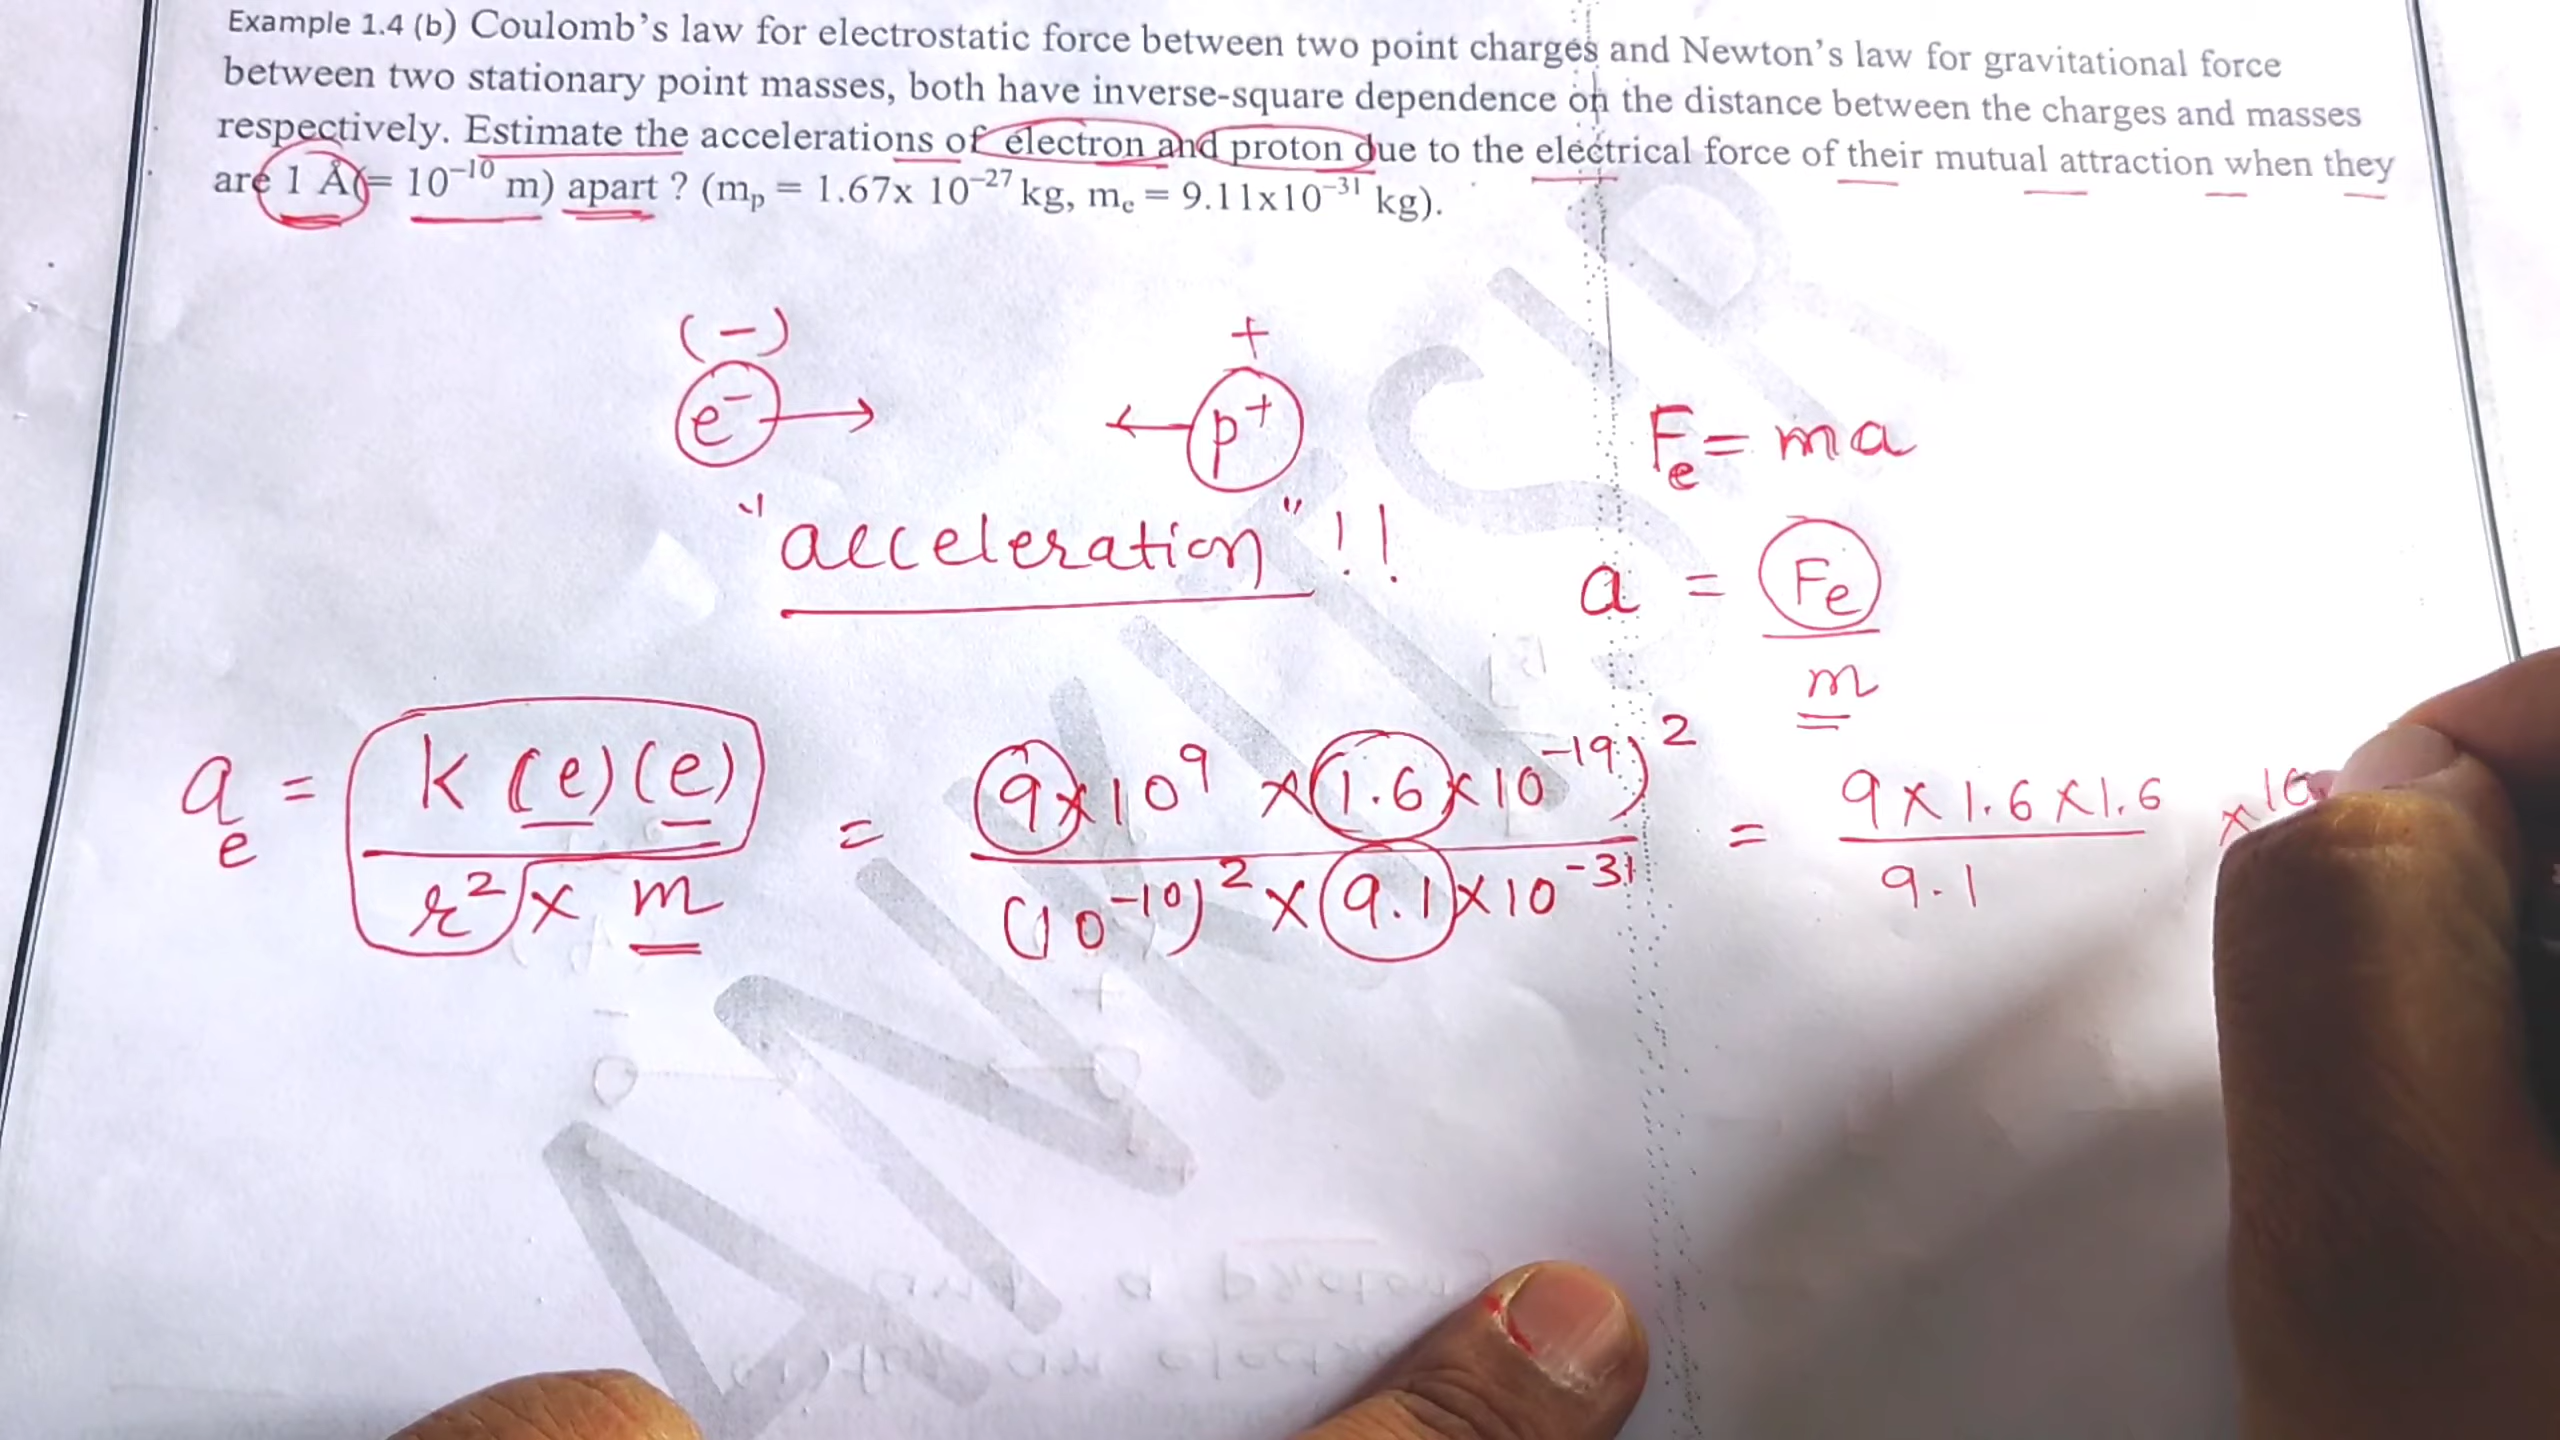 Example 1.4 (b) Coulomb's law for electrostatic force between two point charges and Newton's law for gravitational force
between two stationary point masses, both have inverse-square dependence on the distance between the charges and masses
respectively. Estimate the accelerations of electron and proton due to the electrical force of their mutual attraction when they
are 1 Å(= 10⁻¹⁰ m) apart ? (mₚ = 1.67x 10⁻²⁷ kg, mₑ = 9.11x10⁻³¹ kg).
(-) +
e⁻ → ← p⁺
Fₑ = ma
"acceleration"!!
a = Fe / m
aₑ = k(e)(e) / r² × m = 9×10⁹ × (1.6×10⁻¹⁹)² / (10⁻¹⁰)² × 9.1×10⁻³¹ = 9×1.6×1.6 / 9.1 ×10